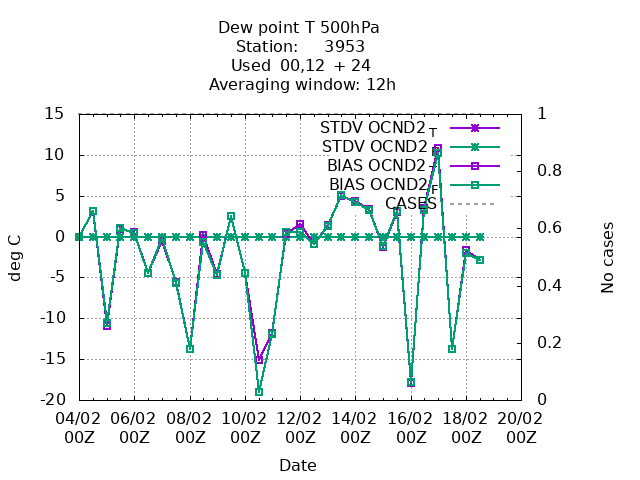 Dew point T 500hPa
Station: 3953
Used 00,12 + 24
Averaging window: 12h
15
10
5
0
-5
-10
-15
-20
deg C
1
0.8
0.6
0.4
0.2
0
No cases
STDV OCND2_T
STDV OCND2
BIAS OCND2
BIAS OCND2
CASES
04/02 06/02 08/02 10/02 12/02 14/02 16/02 18/02 20/02
00Z 00Z 00Z 00Z 00Z 00Z 00Z 00Z 00Z
Date